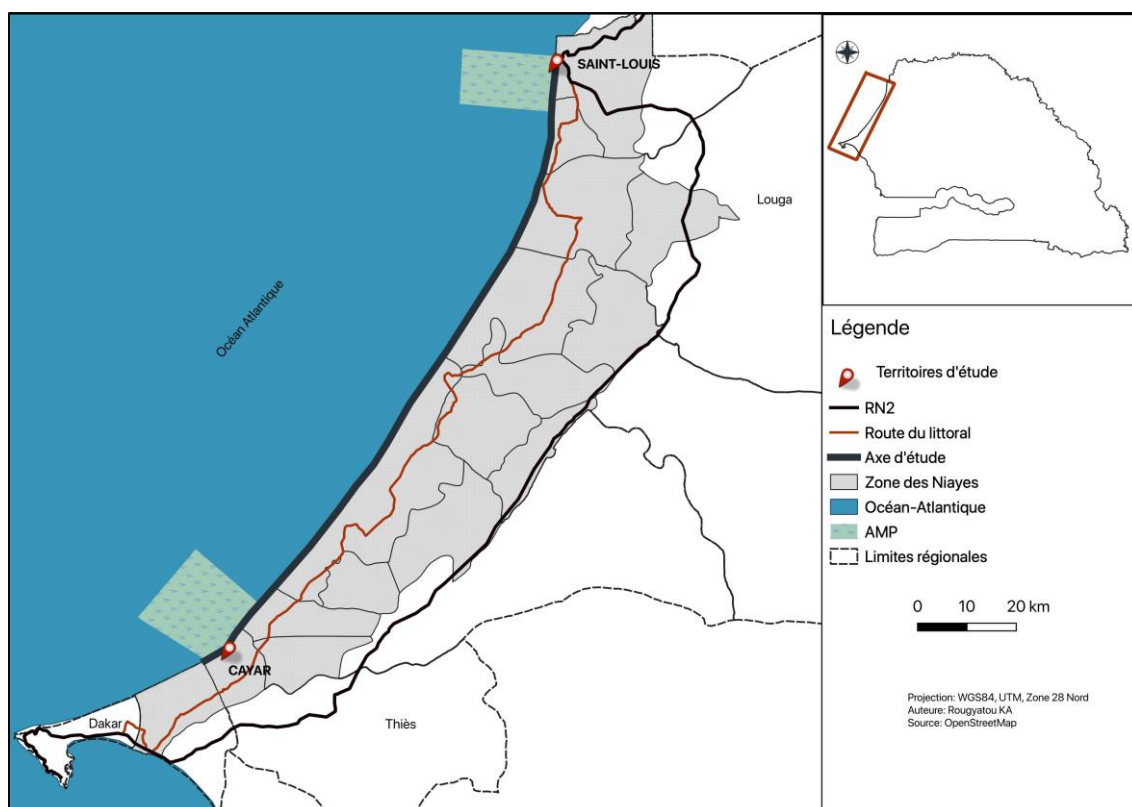 SAINT-LOUIS
Louga
Océan Atlantique
CAYAR
Dakar
Thiès
Légende
Territoires d'étude
RN2
Route du littoral
Axe d'étude
Zone des Niayes
Océan-Atlantique
AMP
Limites régionales
0 10 20 km
Projection: WGS84, UTM, Zone 28 Nord
Auteure: Rougyatou KA
Source: OpenStreetMap